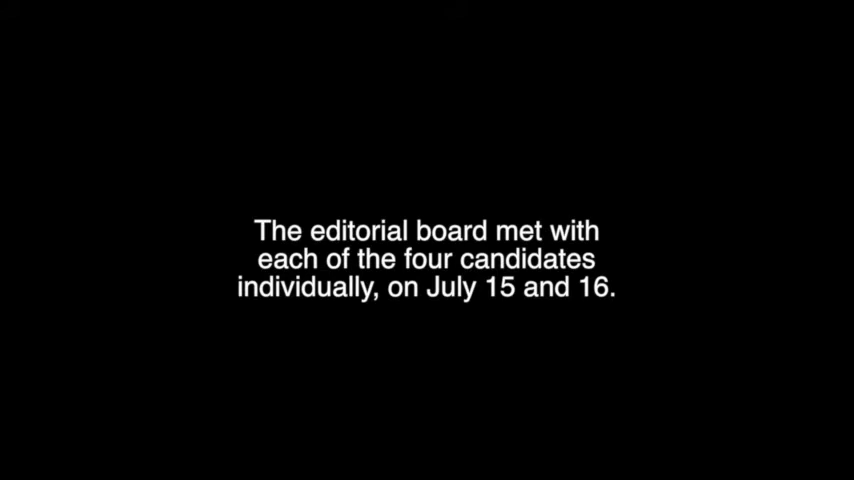 The editorial board met with
each of the four candidates
individually, on July 15 and 16.